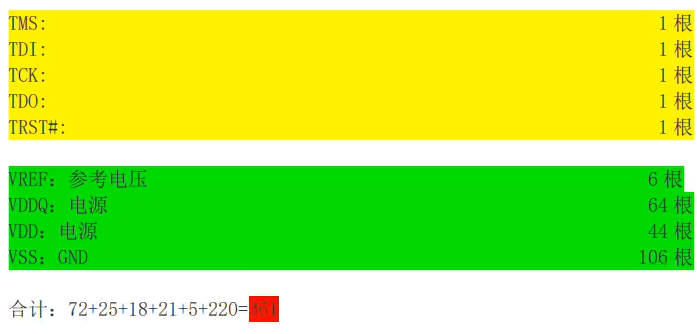 TMS: 1 根
TDI: 1 根
TCK: 1 根
TDO: 1 根
TRST#: 1 根
VREF: 参考电压 6 根
VDDQ: 电源 64 根
VDD: 电源 44 根
VSS: GND 106 根
合计: 72+25+18+21+5+220=361